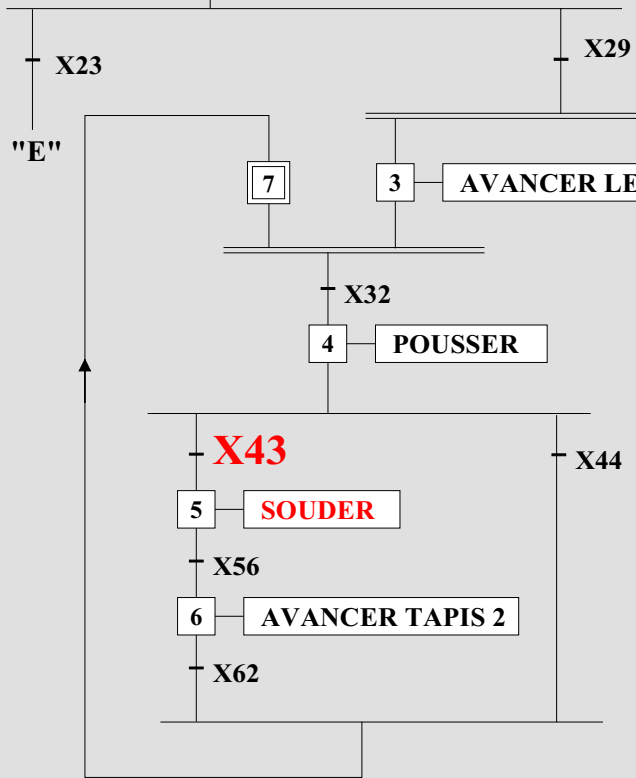 X23
X29
"E"
7
3
AVANCER LE
X32
4
POUSSER
X43
X44
5
SOUDER
X56
6
AVANCER TAPIS 2
X62